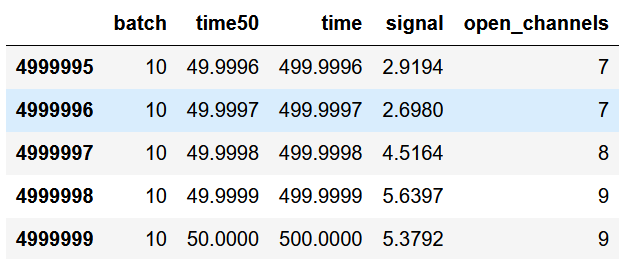 batch time50 time signal open_channels
4999995 10 49.9996 499.9996 2.9194 7
4999996 10 49.9997 499.9997 2.6980 7
4999997 10 49.9998 499.9998 4.5164 8
4999998 10 49.9999 499.9999 5.6397 9
4999999 10 50.0000 500.0000 5.3792 9